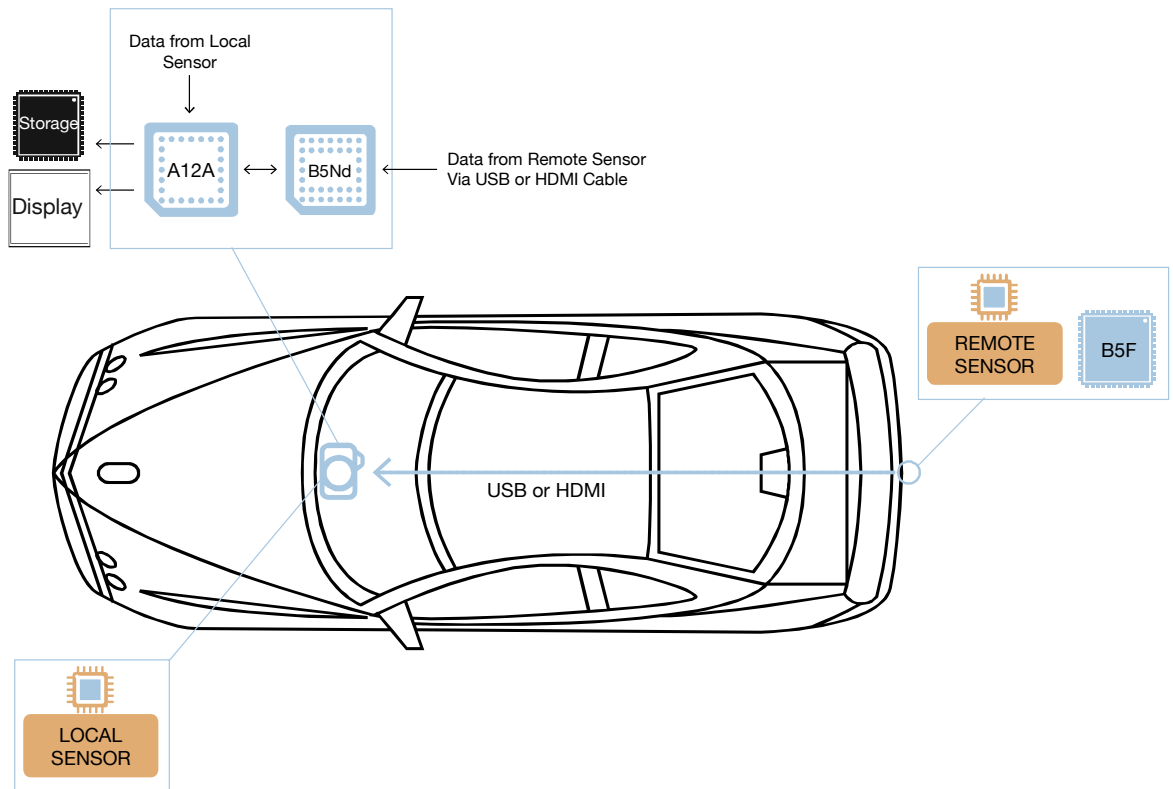 Data from Local
Sensor
Storage
A12A
B5Nd
Data from Remote Sensor
Via USB or HDMI Cable
Display
REMOTE
SENSOR
B5F
USB or HDMI
LOCAL
SENSOR